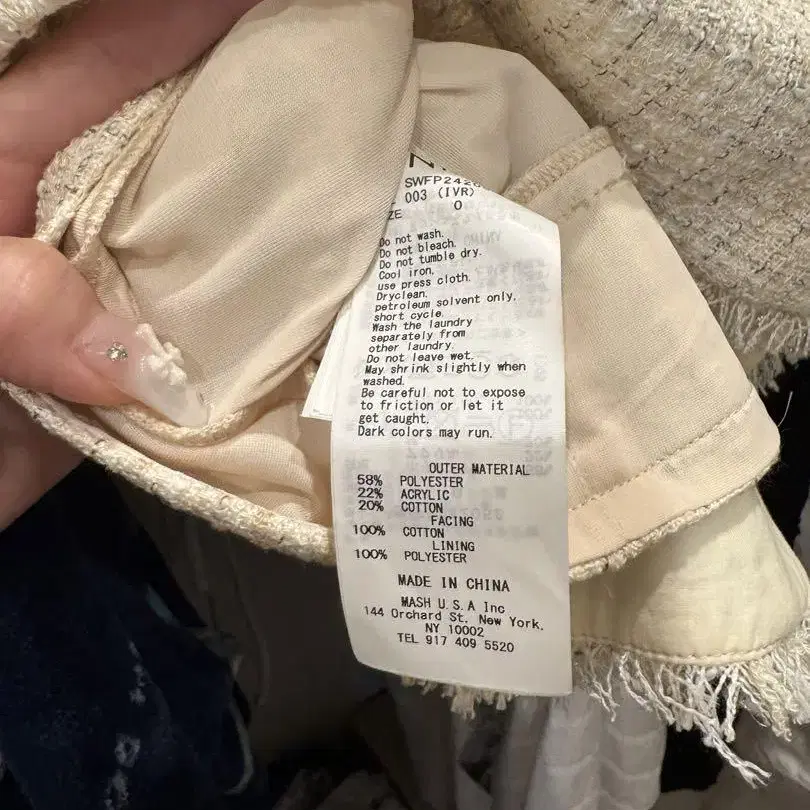 003 (IVR)
0
Do not wash.
Do not bleach.
Do not tumble dry.
Cool iron.
use press cloth.
Dryclean.
petroleum solvent only.
short cycle.
Wash the laundry
separately from
other laundry.
Do not leave wet.
May shrink slightly when
washed.
Be careful not to expose
to friction or let it
get caught.
Dark colors may run.
OUTER MATERIAL
58% POLYESTER
22% ACRYLIC
20% COTTON
FACING
100% COTTON
LINING
100% POLYESTER
MADE IN CHINA
MASH U.S.A Inc
144 Orchard St. New York.
NY 10002
TEL 917 409 5520